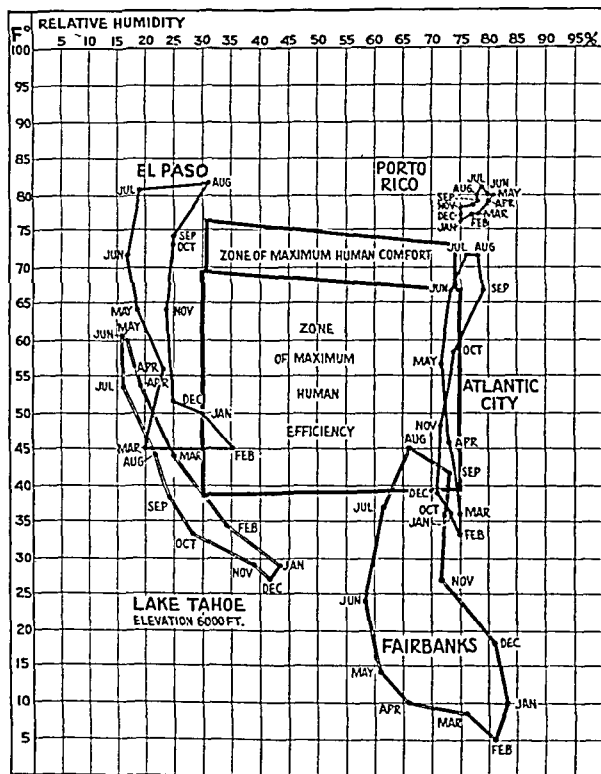 F° RELATIVE HUMIDITY
5 10 15 20 25 30 35 40 45 50 55 60 65 70 75 80 85 90 95%
100
95
90
85
80
75
70
65
60
55
50
45
40
35
30
25
20
15
10
5
EL PASO
JUL
AUG
SEP
OCT
JUN
NOV
MAY
APR
DEC
JAN
FEB
MAR
PORTO
RICO
JUL
AUG
JUN
MAY
SEP
APR
NOV
MAR
DEC
FEB
JAN
ZONE OF MAXIMUM HUMAN COMFORT
ZONE
OF MAXIMUM
HUMAN
EFFICIENCY
JUL
AUG
JUN
SEP
OCT
MAY
ATLANTIC
CITY
NOV
APR
DEC
MAR
JAN
FEB
MAY
JUN
JUL
APR
MAR
AUG
SEP
FEB
OCT
NOV
JAN
DEC
LAKE TAHOE
ELEVATION 6000 FT.
AUG
SEP
JUL
OCT
NOV
JUN
DEC
FAIRBANKS
MAY
APR
MAR
JAN
FEB